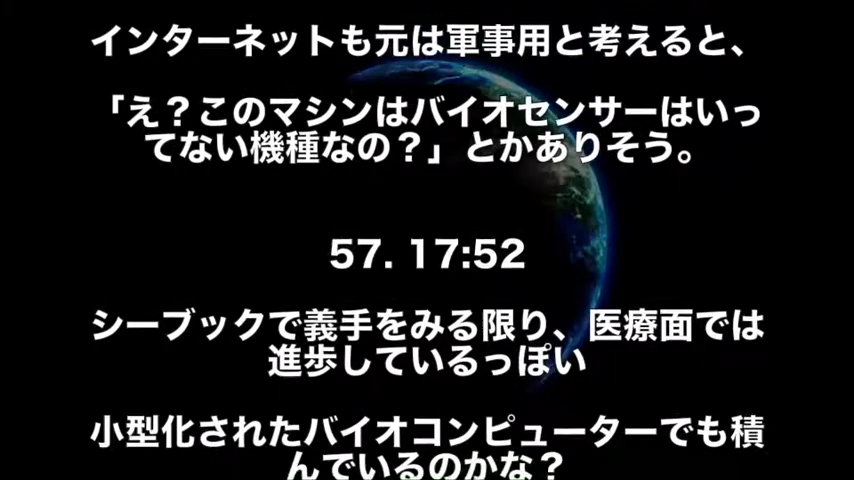 インターネットも元は軍事用と考えると、
「え？このマシンはバイオセンサーはいっ
てない機種なの？」とかありそう。
57. 17:52
シーブックで義手をみる限り、医療面では
進歩しているっぽい
小型化されたバイオコンピューターでも積
んでいるのかな？